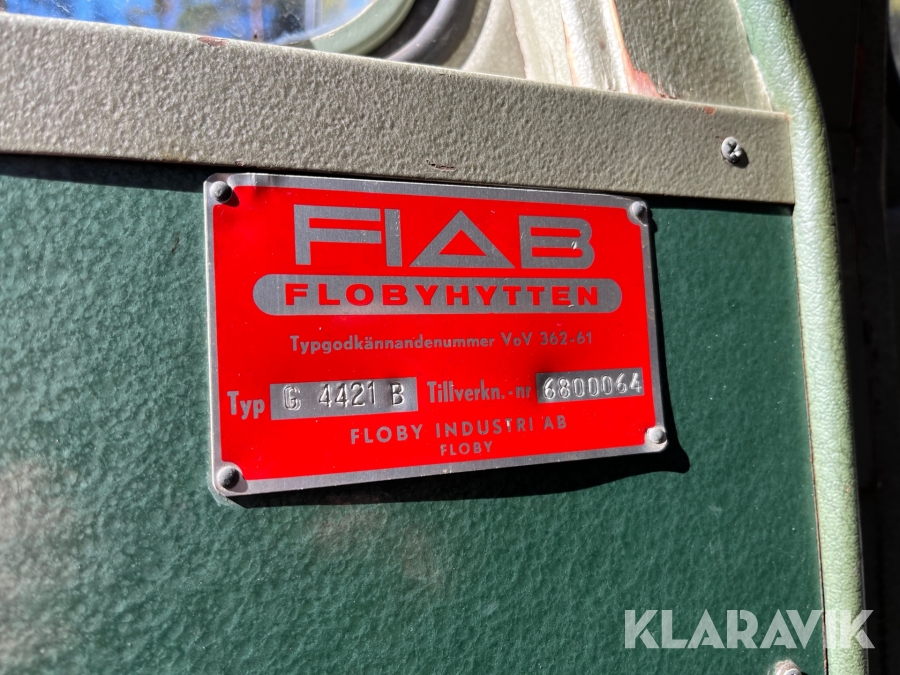 FIAB
FLOBYHYTTEN
Typgodkännandenummer VoV 362-61
Typ G 4421 B Tillverkn.-nr 6800064
FLOBY INDUSTRI AB
FLOBY
KLARAVIK